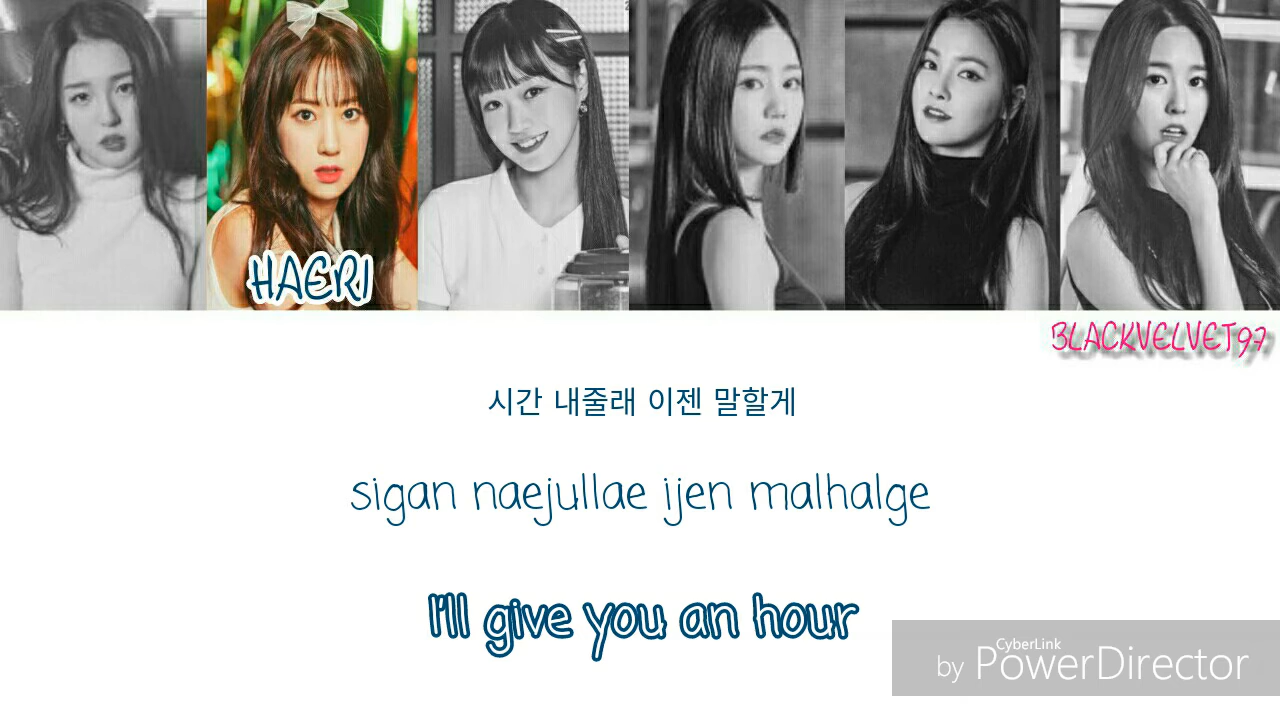 HAERI
BLACKVELVET97
시간 내줄래 이젠 말할게
sigan naejullae ijen malhalge
I'll give you an hour
CyberLink
by PowerDirector